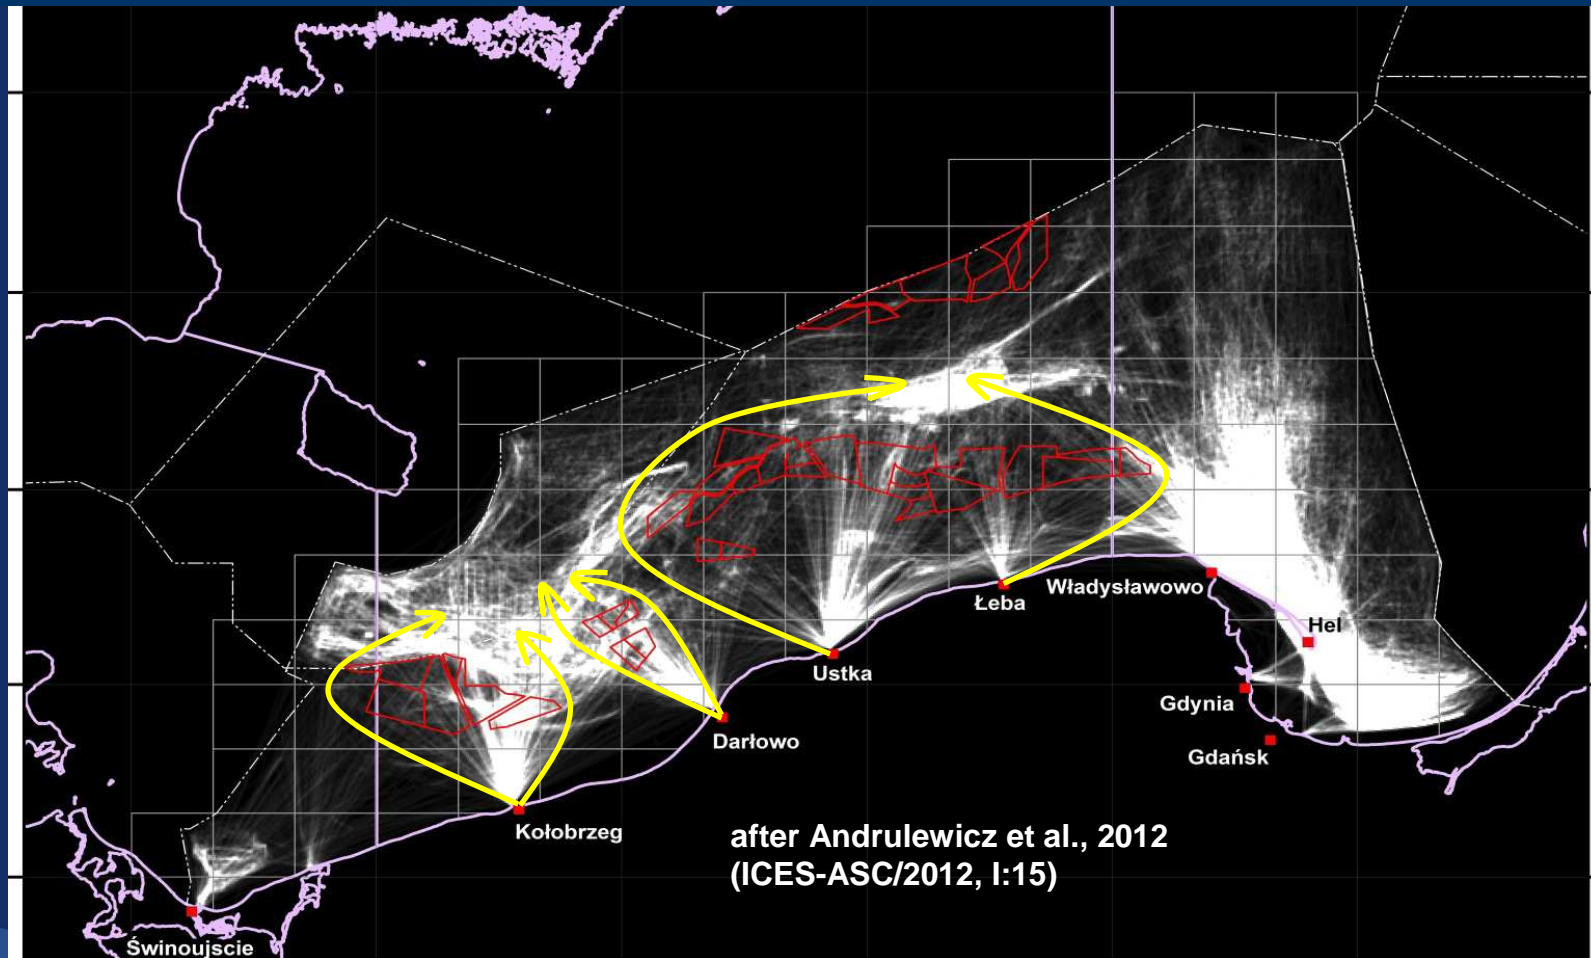 Władysławowo
Łeba
Hel
Ustka
Gdynia
Darłowo
Gdańsk
Kołobrzeg
after Andrulewicz et al., 2012
(ICES-ASC/2012, I:15)
Świnoujscie